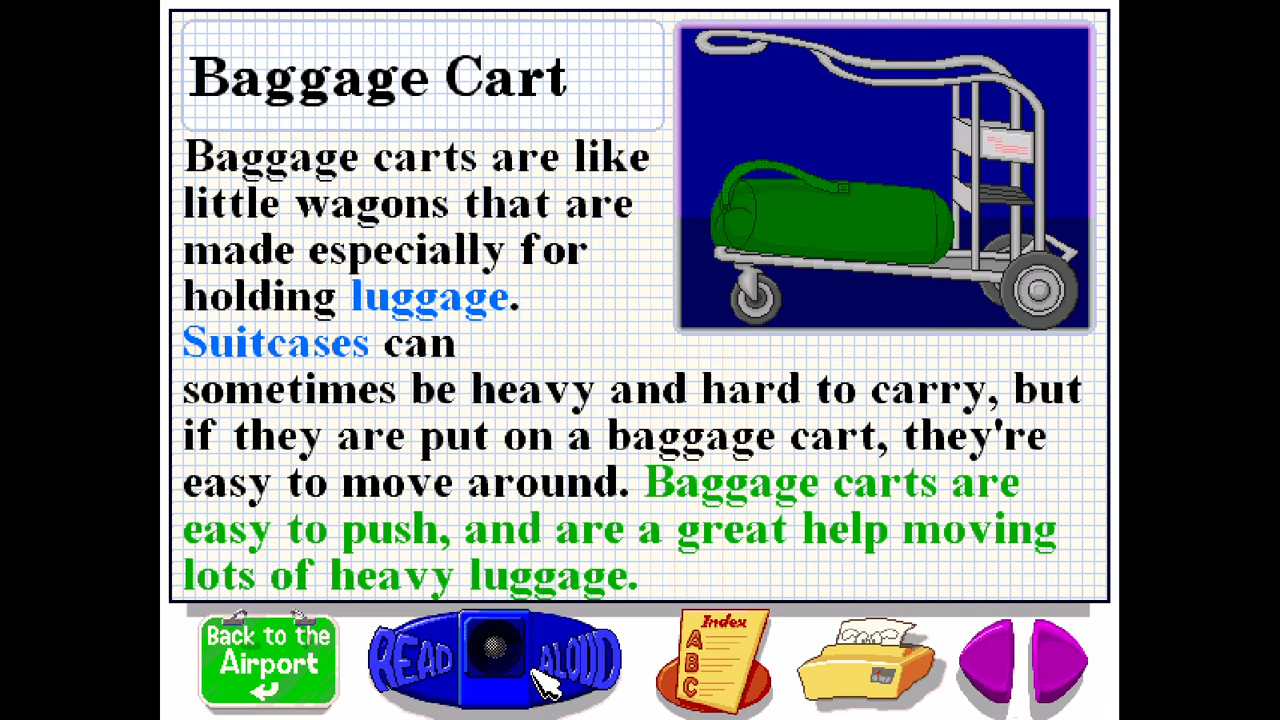 Baggage Cart
Baggage carts are like
little wagons that are
made especially for
holding luggage.
Suitcases can
sometimes be heavy and hard to carry, but
if they are put on a baggage cart, they're
easy to move around. Baggage carts are
easy to push, and are a great help moving
lots of heavy luggage.
Back to the
Airport
READ ALOUD
Index
A
B
C